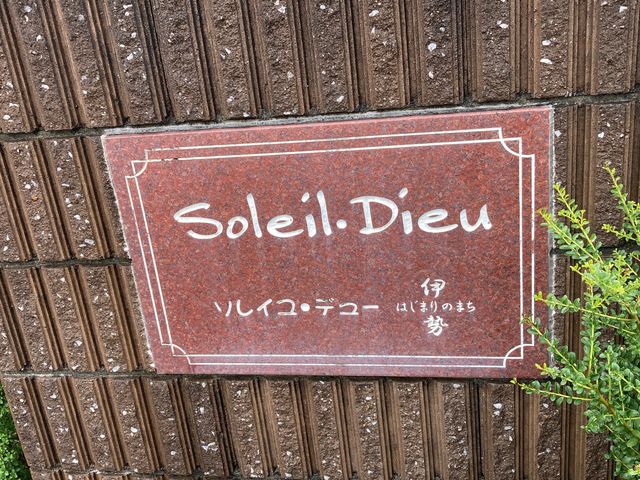 Soleil・Dieu
ソレイユ・デュー
伊
はじまりのまち
勢